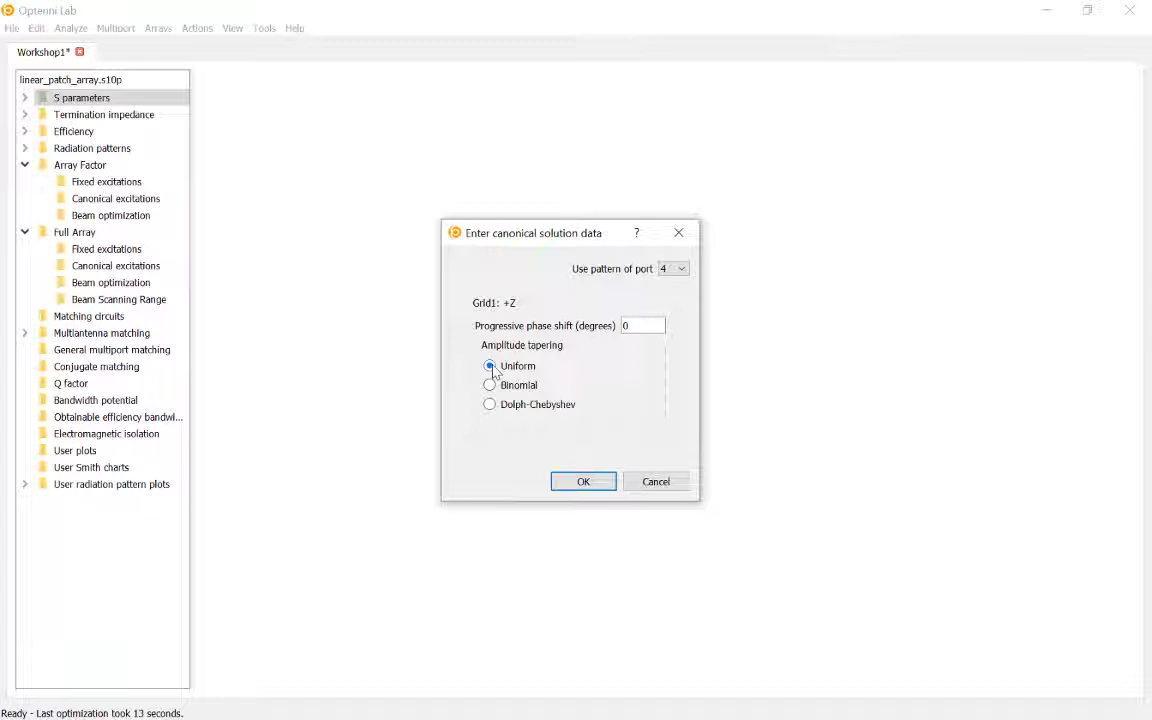 Optenni Lab
File Edit Analyze Multiport Arrays Actions View Tools Help
Workshop1*
linear_patch_array.s10p
S parameters
Termination impedance
Efficiency
Radiation patterns
Array Factor
Fixed excitations
Canonical excitations
Beam optimization
Full Array
Fixed excitations
Canonical excitations
Beam optimization
Beam Scanning Range
Matching circuits
Multiantenna matching
General multiport matching
Conjugate matching
Q factor
Bandwidth potential
Obtainable efficiency bandwi...
Electromagnetic isolation
User plots
User Smith charts
User radiation pattern plots
Enter canonical solution data ?
Use pattern of port 4
Grid1: +Z
Progressive phase shift (degrees) 0
Amplitude tapering
Uniform
Binomial
Dolph-Chebyshev
OK Cancel
Ready - Last optimization took 13 seconds.